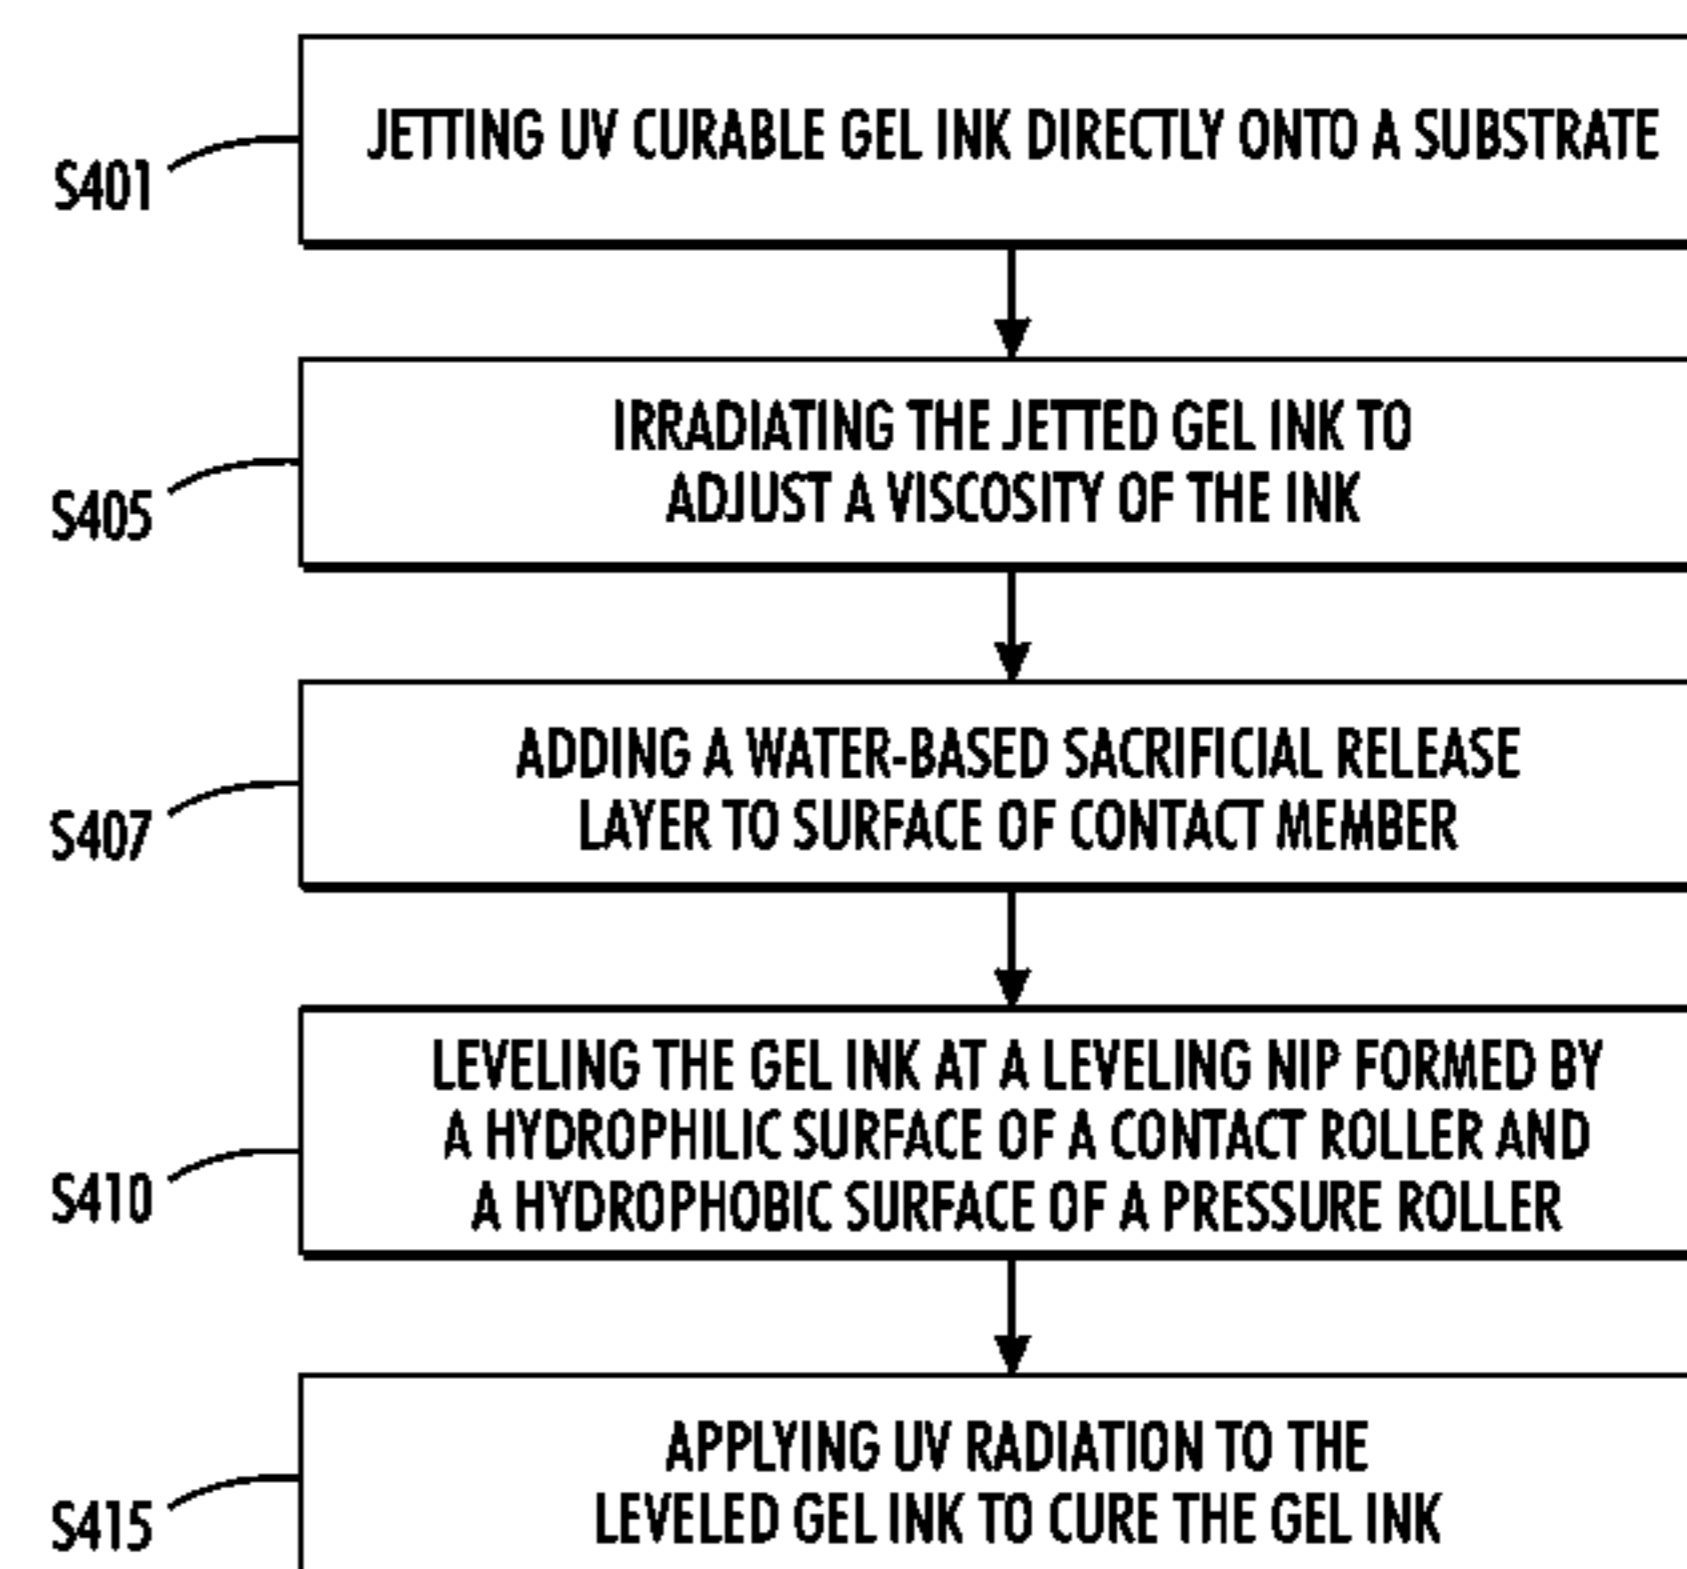 JETTING UV CURABLE GEL INK DIRECTLY ONTO A SUBSTRATE
S401
IRRADIATING THE JETTED GEL INK TO
ADJUST A VISCOSITY OF THE INK
S405
ADDING A WATER-BASED SACRIFICIAL RELEASE
LAYER TO SURFACE OF CONTACT MEMBER
S407
LEVELING THE GEL INK AT A LEVELING NIP FORMED BY
A HYDROPHILIC SURFACE OF A CONTACT ROLLER AND
A HYDROPHOBIC SURFACE OF A PRESSURE ROLLER
S410
APPLYING UV RADIATION TO THE
LEVELED GEL INK TO CURE THE GEL INK
S415